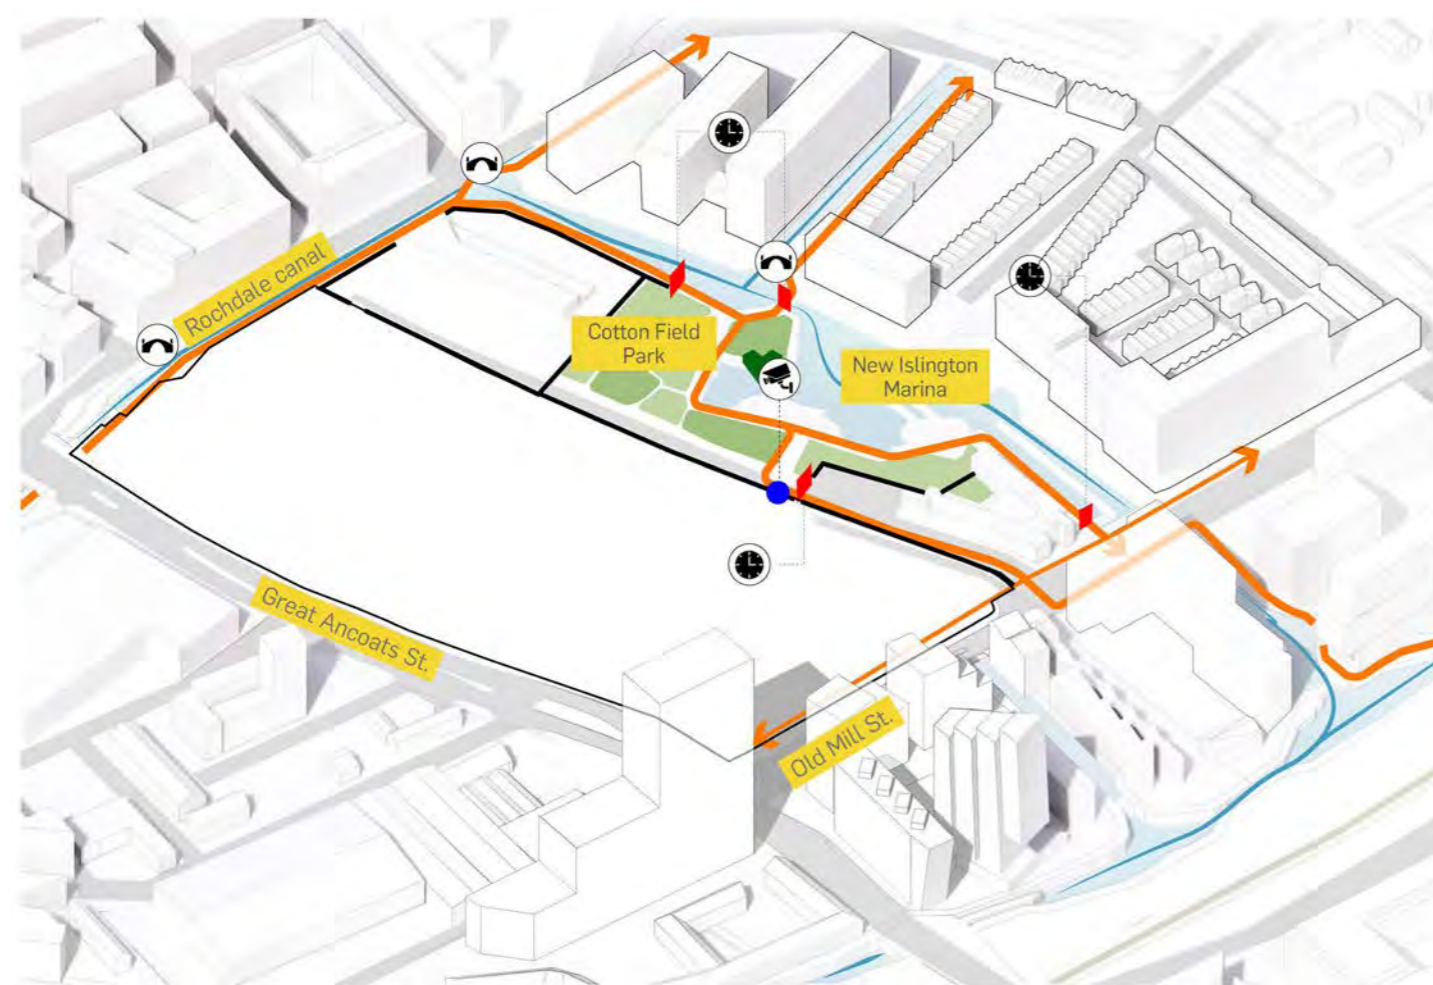 Rochdale canal
Cotton Field
Park
New Islington
Marina
Great Ancoats St.
Old Mill St.